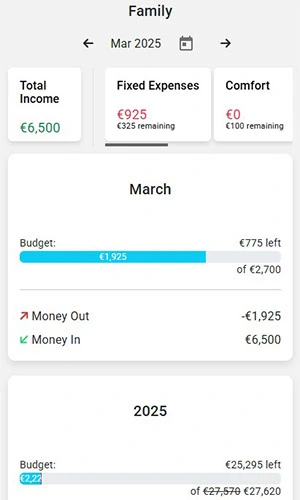 Family
Mar 2025
Total
Income
€6,500
Fixed Expenses
€925
€325 remaining
Comfort
€0
€100 remaining
March
Budget:
€775 left
€1,925
of €2,700
Money Out
-€1,925
Money In
€6,500
2025
Budget:
€25,295 left
€2,22
of €27,570 €27,620